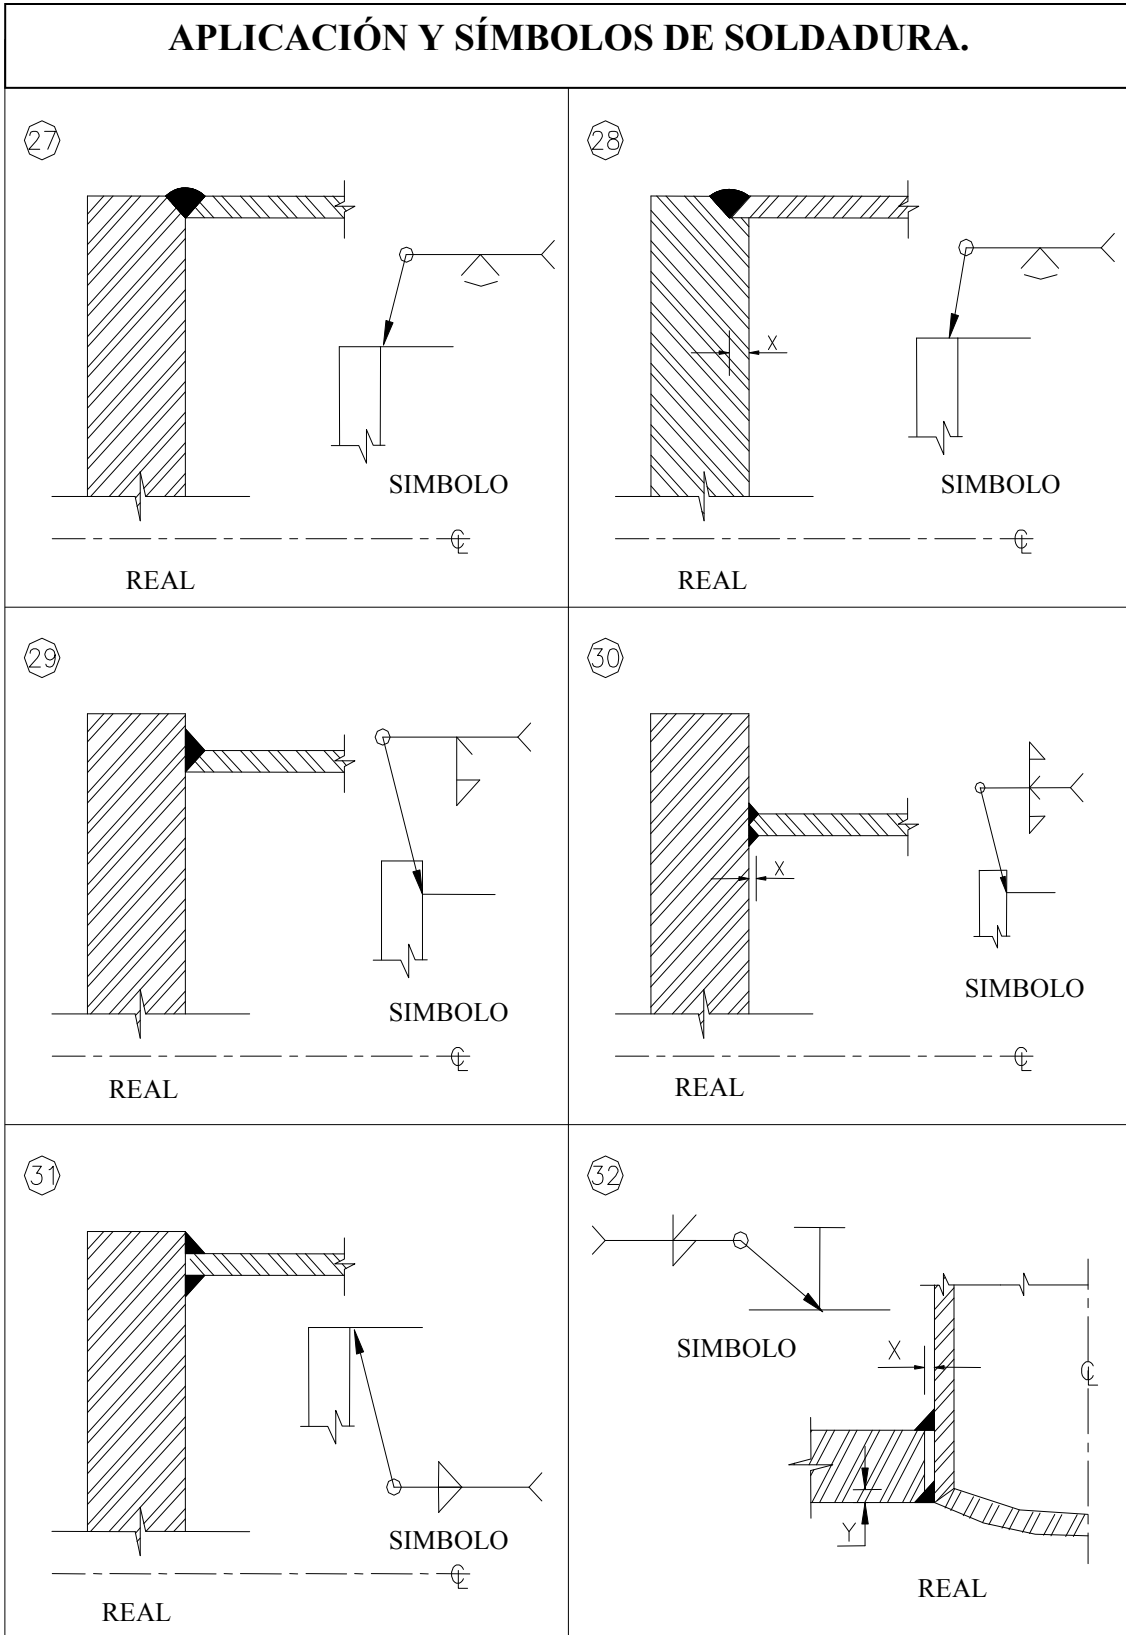 APLICACIÓN Y SÍMBOLOS DE SOLDADURA.
27
SIMBOLO
℄
REAL
28
X
SIMBOLO
℄
REAL
29
SIMBOLO
℄
REAL
30
X
SIMBOLO
℄
REAL
31
SIMBOLO
℄
REAL
32
SIMBOLO
X
℄
Y
REAL